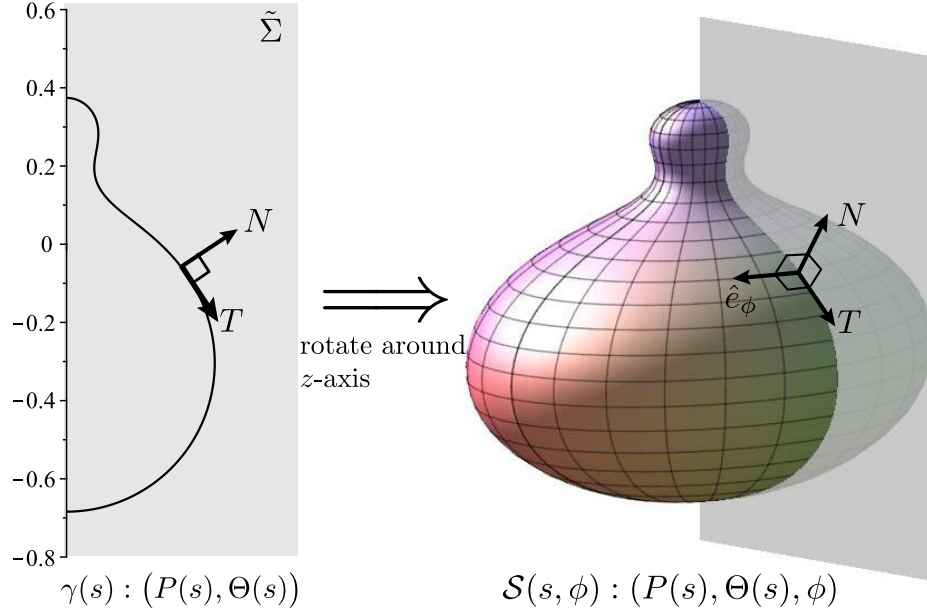 0.6
0.4
0.2
0
−0.2
−0.4
−0.6
−0.8
Σ̃
N
T
rotate around
z-axis
N
ê_ϕ
T
γ(s) : (P(s), Θ(s))
𝒮(s, ϕ) : (P(s), Θ(s), ϕ)